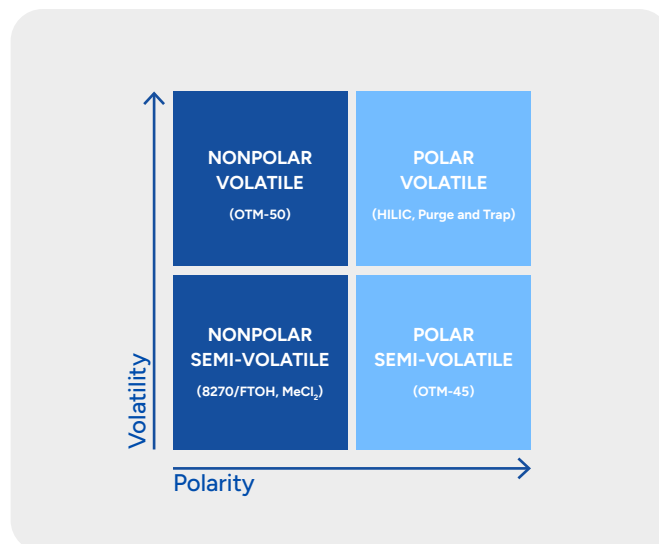 NONPOLAR
VOLATILE
(OTM-50)
POLAR
VOLATILE
(HILIC, Purge and Trap)
NONPOLAR
SEMI-VOLATILE
(8270/FTOH, MeCl₂)
POLAR
SEMI-VOLATILE
(OTM-45)
Volatility
Polarity